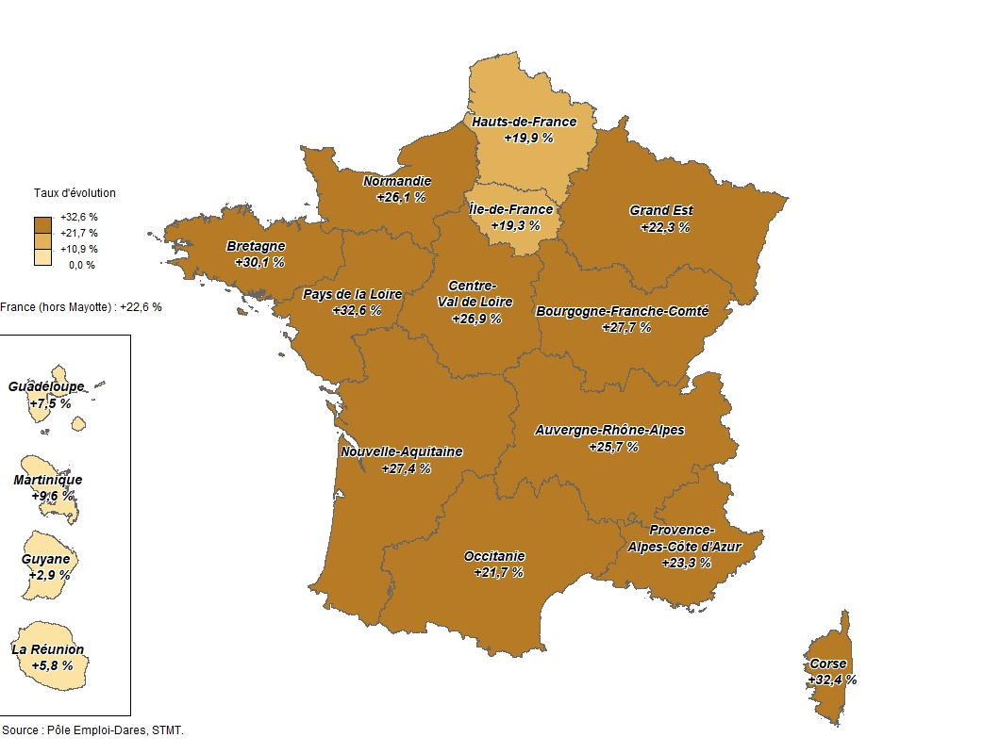 Hauts-de-France
+19,9 %
Normandie
+26,1 %
Île-de-France
+19,3 %
Grand Est
+22,3 %
Taux d'évolution
+32,6 %
+21,7 %
+10,9 %
0,0 %
Bretagne
+30,1 %
Pays de la Loire
+32,6 %
Centre-
Val de Loire
+26,9 %
Bourgogne-Franche-Comté
+27,7 %
France (hors Mayotte) : +22,6 %
Guadeloupe
+7,5 %
Auvergne-Rhône-Alpes
+25,7 %
Nouvelle-Aquitaine
+27,4 %
Martinique
+9,6 %
Provence-
Alpes-Côte d'Azur
+23,3 %
Occitanie
+21,7 %
Guyane
+2,9 %
La Réunion
+5,8 %
Corse
+32,4 %
Source : Pôle Emploi-Dares, STMT.